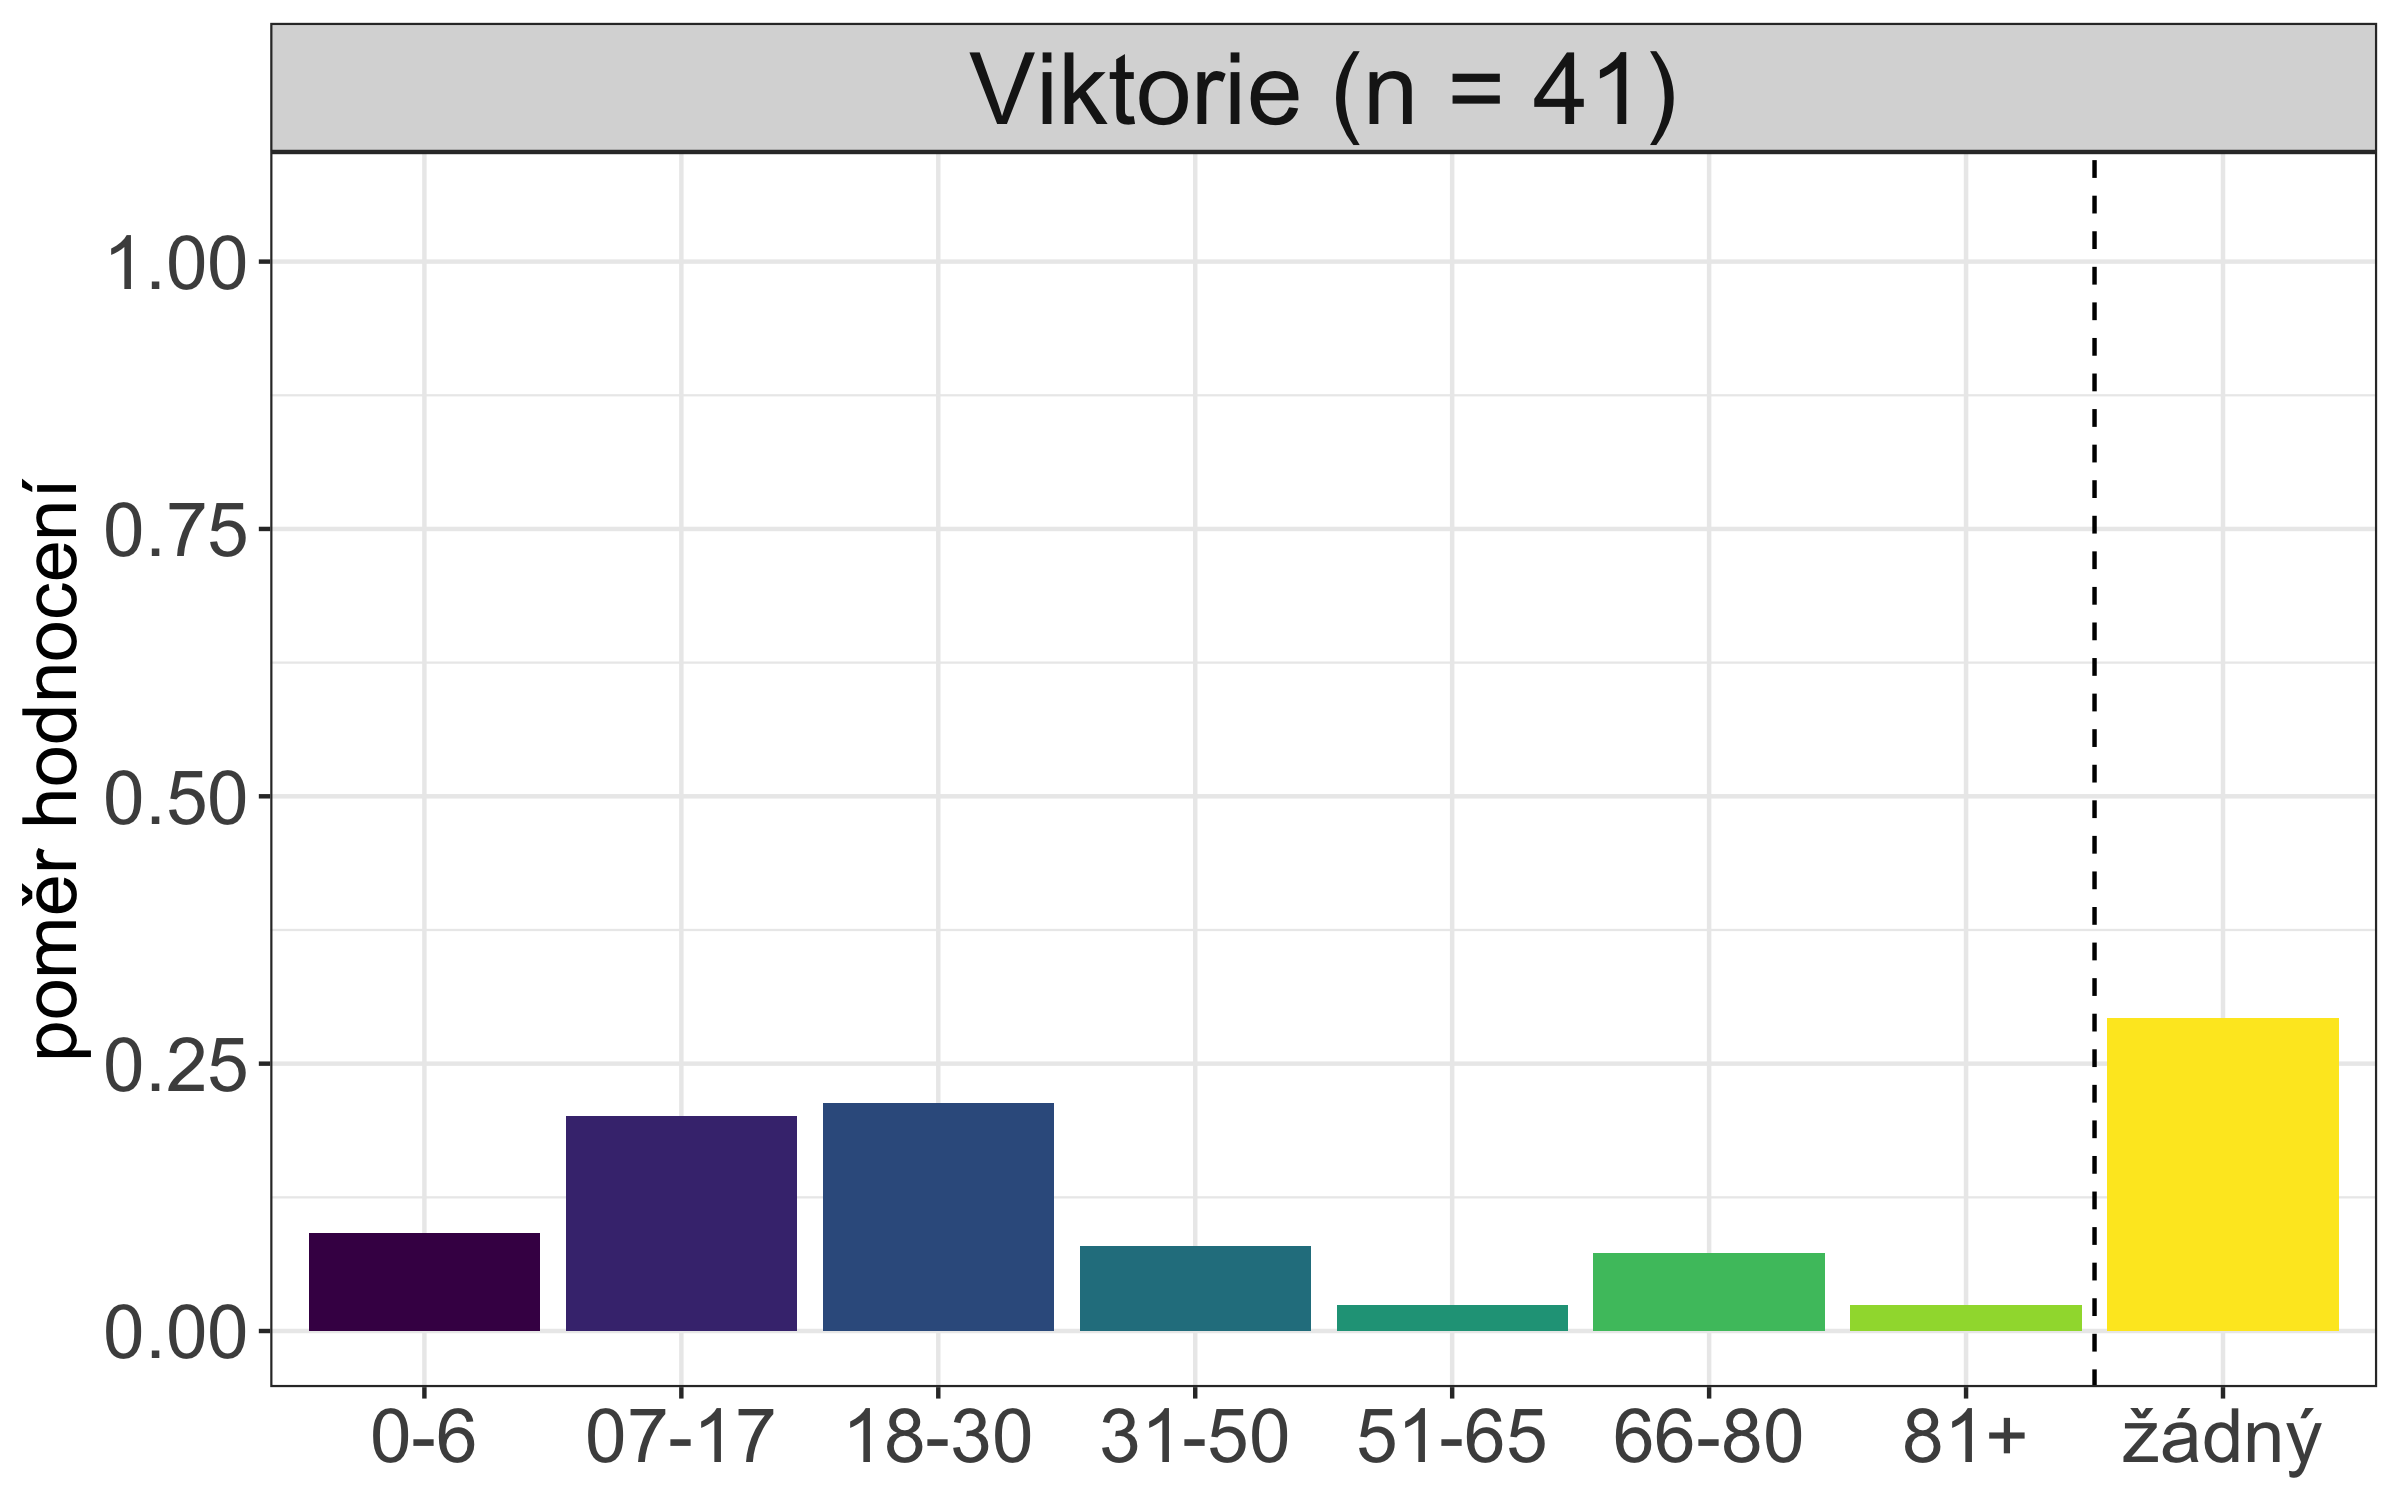 Viktorie (n = 41)
poměr hodnocení
1.00
0.75
0.50
0.25
0.00
0-6 07-17 18-30 31-50 51-65 66-80 81+ žádný